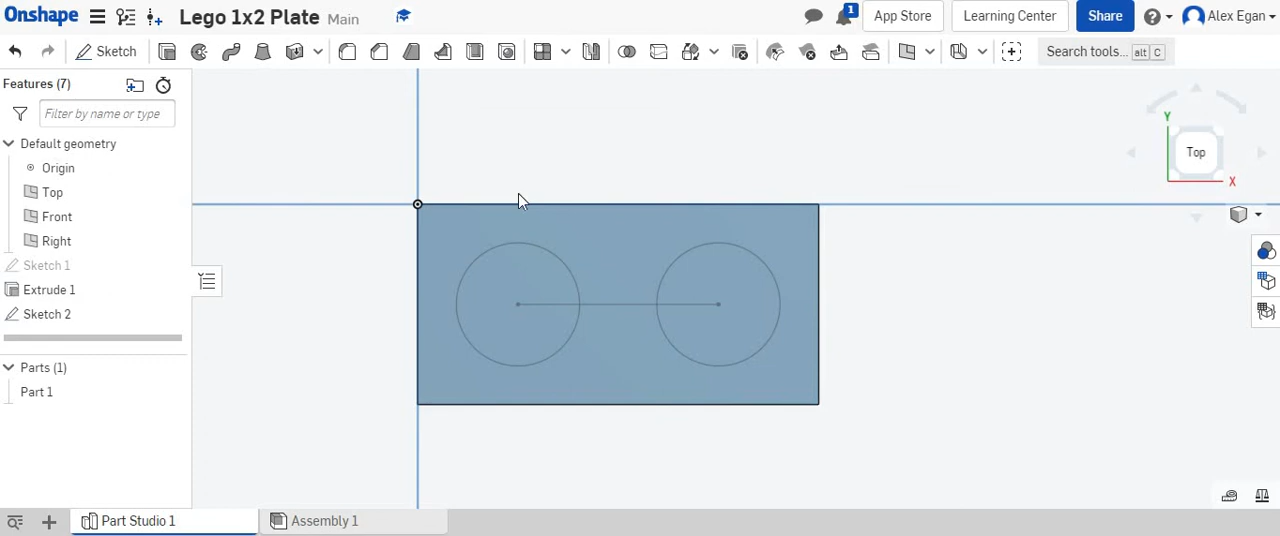 Onshape Lego 1x2 Plate Main 1 App Store Learning Center Share Alex Egan
Sketch Search tools... alt C
Features (7)
Filter by name or type
Default geometry
Origin
Top
Front
Right
Sketch 1
Extrude 1
Sketch 2
Parts (1)
Part 1
Y
Top
X
Part Studio 1 Assembly 1